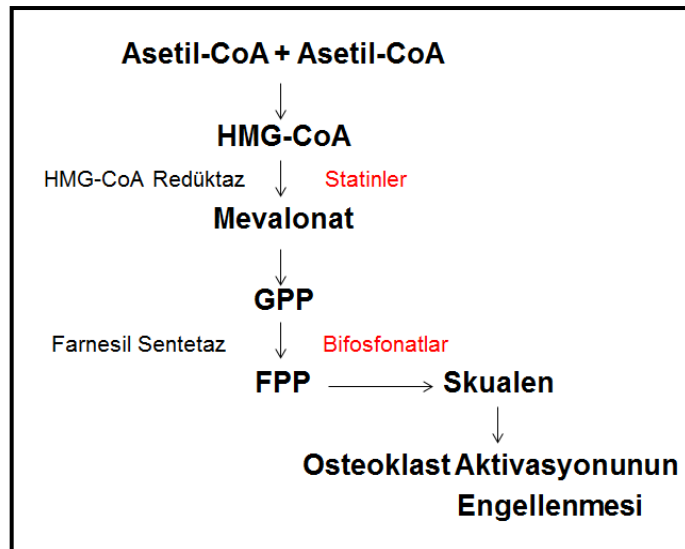 Asetil-CoA + Asetil-CoA
HMG-CoA
HMG-CoA Redüktaz Statinler
Mevalonat
GPP
Farnesil Sentetaz Bifosfonatlar
FPP Skualen
Osteoklast Aktivasyonunun
Engellenmesi